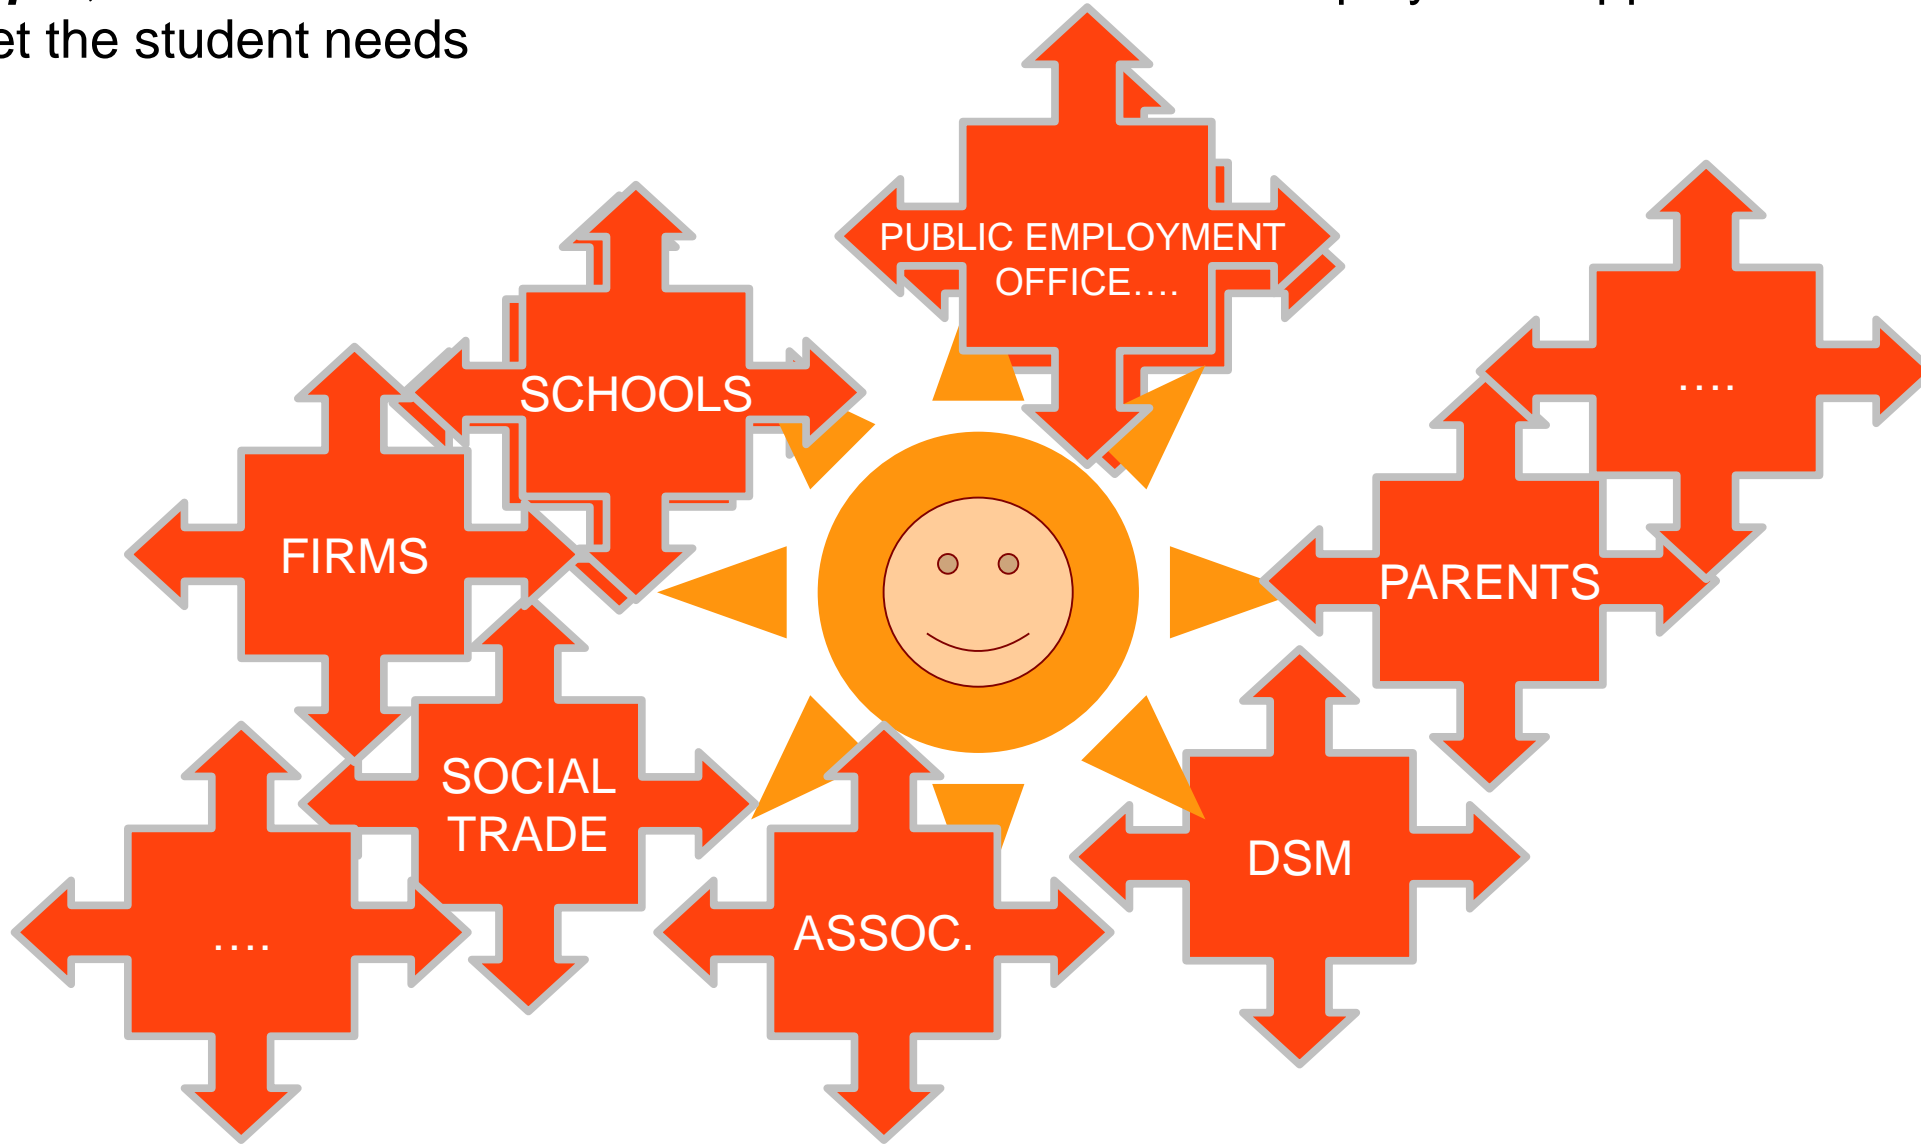 et the student needs
PUBLIC EMPLOYMENT
OFFICE....
SCHOOLS
....
FIRMS
PARENTS
SOCIAL
TRADE
DSM
....
ASSOC.